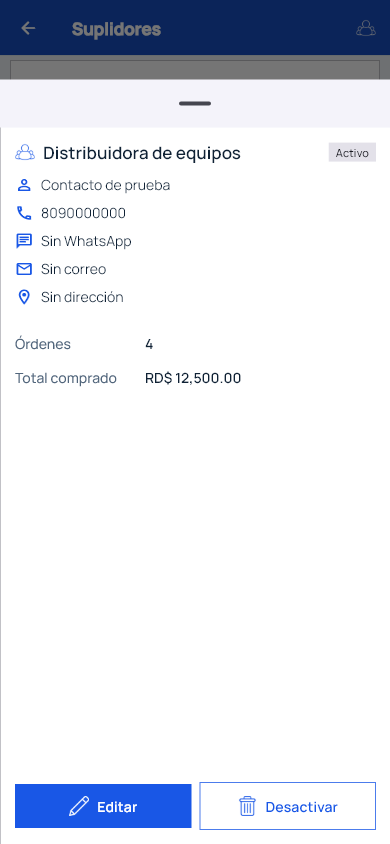 Suplidores
Distribuidora de equipos
Activo
Contacto de prueba
8090000000
Sin WhatsApp
Sin correo
Sin dirección
Órdenes 4
Total comprado RD$ 12,500.00
Editar
Desactivar